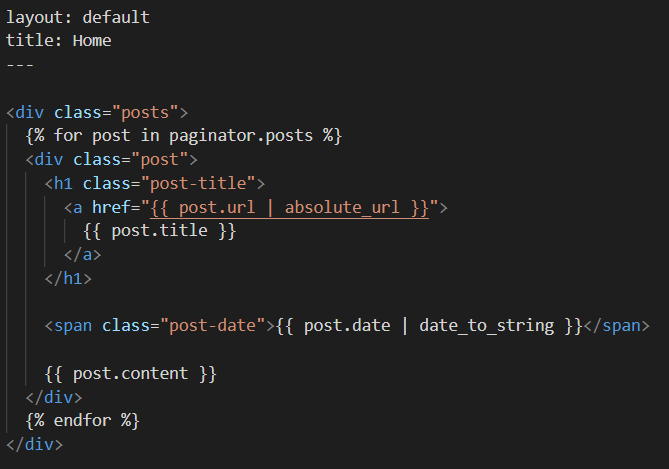 layout: default
title: Home
---
<div class="posts">
  {% for post in paginator.posts %}
  <div class="post">
    <h1 class="post-title">
      <a href="{{ post.url | absolute_url }}">
        {{ post.title }}
      </a>
    </h1>
    <span class="post-date">{{ post.date | date_to_string }}</span>
    {{ post.content }}
  </div>
  {% endfor %}
</div>